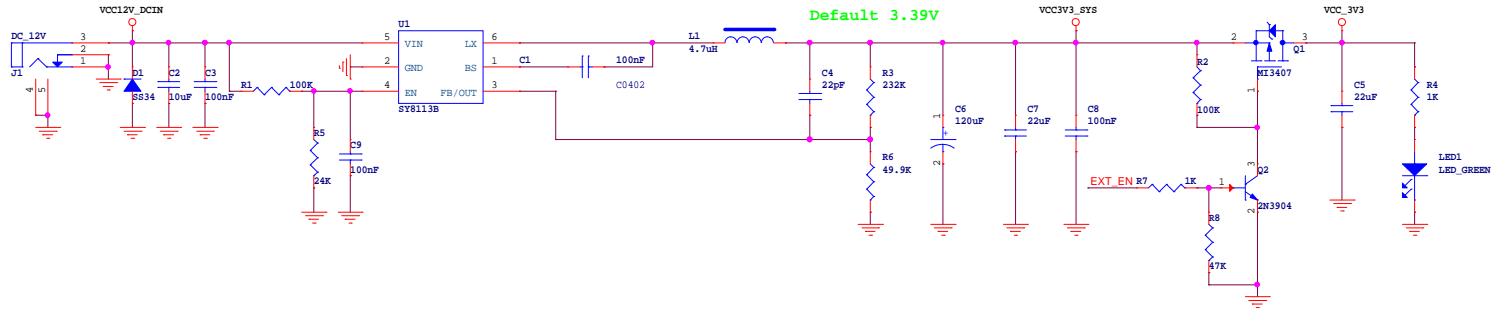 Default 3.39V
VCC12V_DCIN
VCC3V3_SYS
VCC_3V3
DC_12V
3
2
1
J1
4
5
D1
SS34
C2
10uF
C3
100nF
R1
100K
R5
24K
C9
100nF
U1
5
VIN
LX
6
2
GND
BS
1
4
EN
FB/OUT
3
SY8113B
C1
100nF
C0402
L1
4.7uH
C4
22pF
R3
232K
R6
49.9K
1
C6
120uF
+
2
C7
22uF
C8
100nF
R2
100K
2
3
Q1
MI3407
1
EXT_EN
R7
1K
1
3
Q2
2N3904
2
R8
47K
C5
22uF
R4
1K
LED1
LED_GREEN